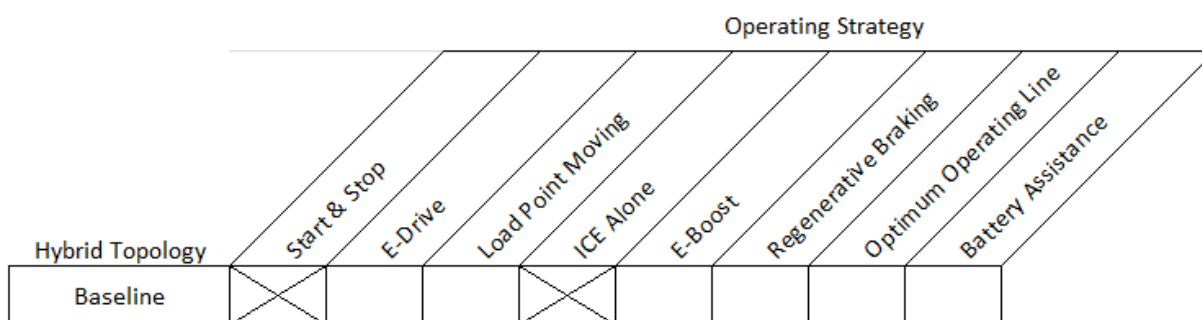 Operating Strategy
Start & Stop
E-Drive
Load Point Moving
ICE Alone
E-Boost
Regenerative Braking
Optimum Operating Line
Battery Assistance
Hybrid Topology
Baseline